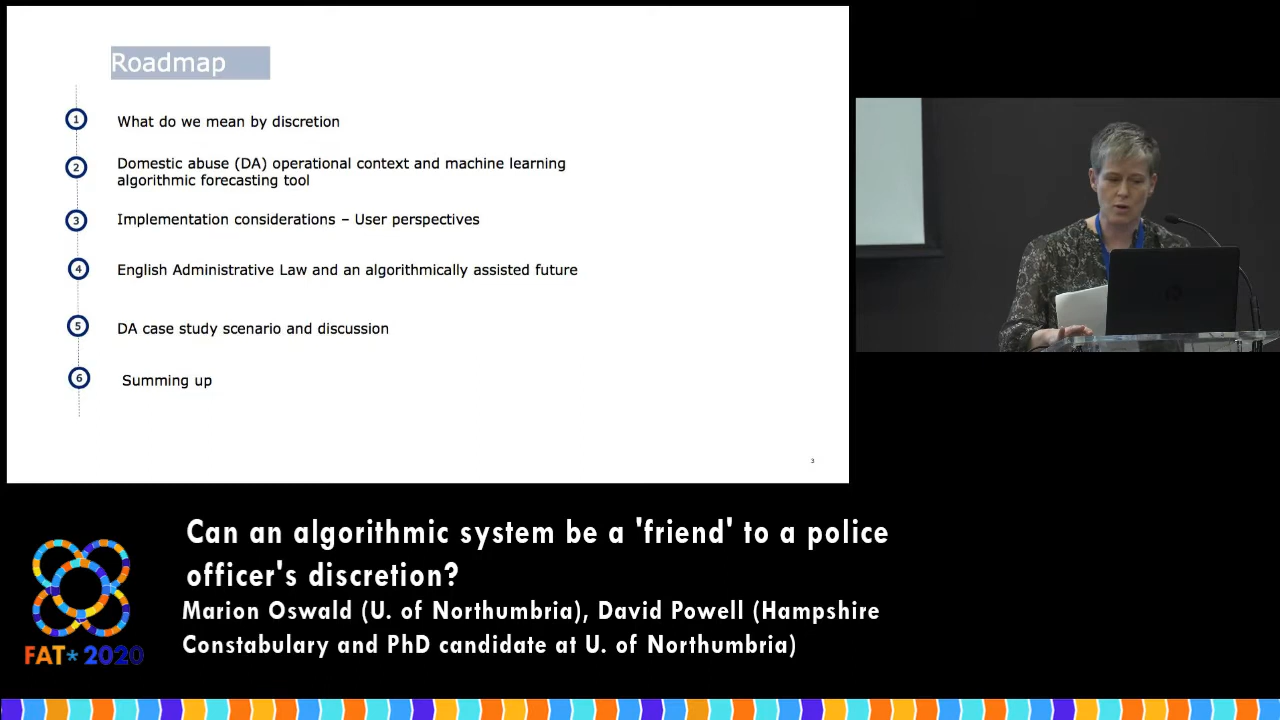 Roadmap
1
What do we mean by discretion
2
Domestic abuse (DA) operational context and machine learning
algorithmic forecasting tool
3
Implementation considerations – User perspectives
4
English Administrative Law and an algorithmically assisted future
5
DA case study scenario and discussion
6
Summing up
3
Can an algorithmic system be a 'friend' to a police
officer's discretion?
Marion Oswald (U. of Northumbria), David Powell (Hampshire
Constabulary and PhD candidate at U. of Northumbria)
FAT* 2020